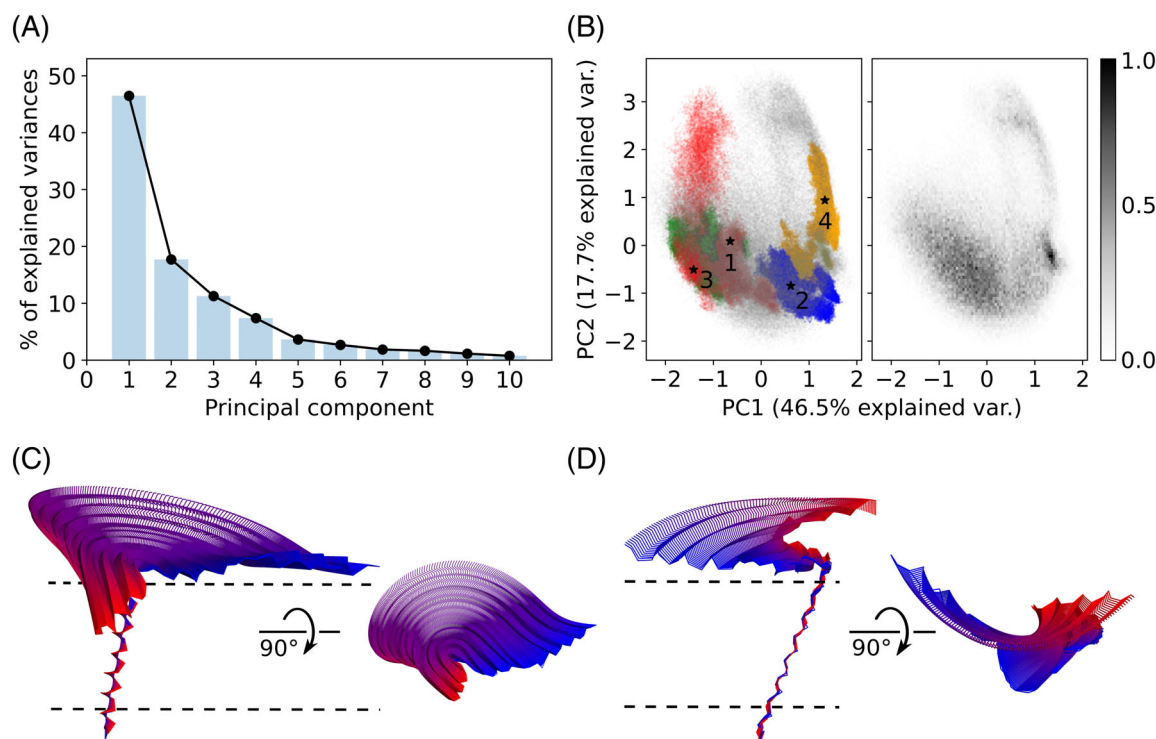 (A)
(B)
% of explained variances
50
40
30
20
10
0
0 1 2 3 4 5 6 7 8 9 10
Principal component
PC2 (17.7% explained var.)
3
2
1
0
−1
−2
1
2
3
4
−2 −1 0 1 2
−2 −1 0 1 2
PC1 (46.5% explained var.)
1.0
0.5
0.0
(C)
(D)
90°
90°